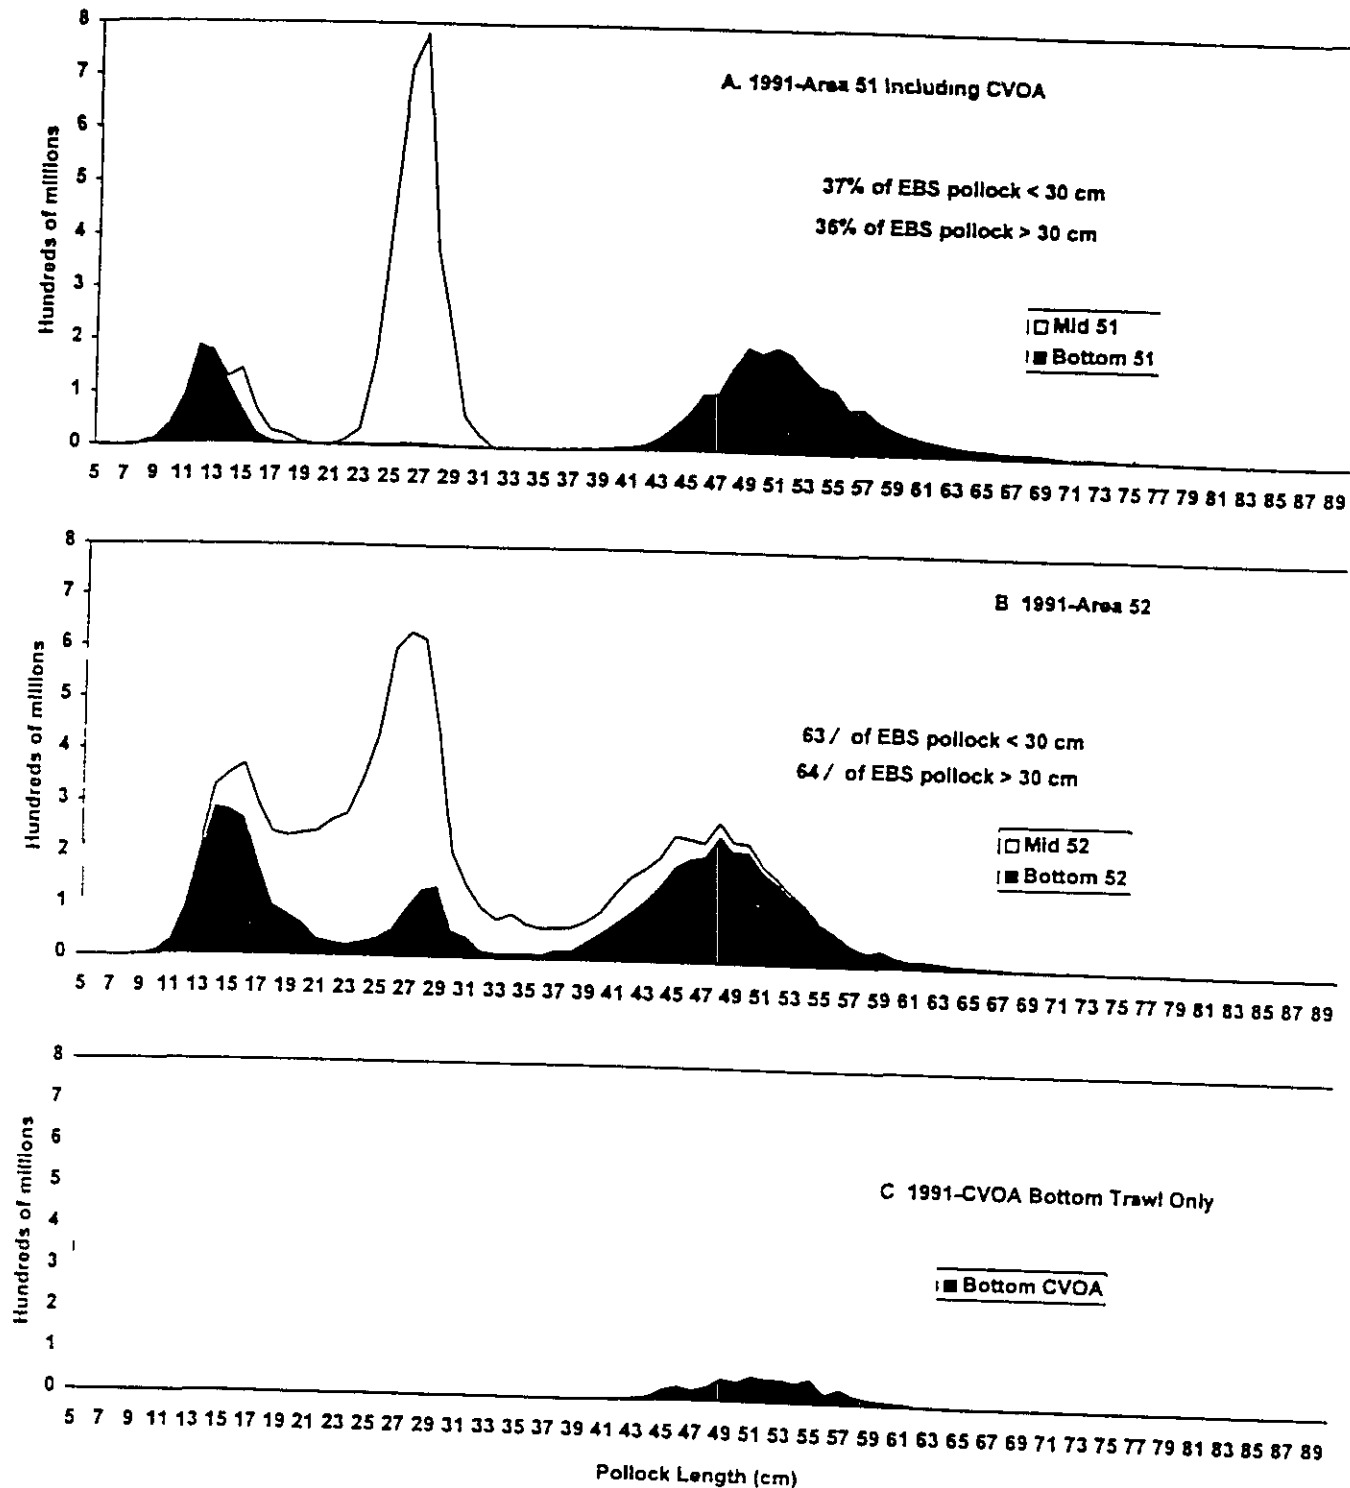 8
7
6
5
4
3
2
1
0
Hundreds of millions
A. 1991-Area 51 Including CVOA
37% of EBS pollock < 30 cm
36% of EBS pollock > 30 cm
Mid 51
Bottom 51
5 7 9 11 13 15 17 19 21 23 25 27 29 31 33 35 37 39 41 43 45 47 49 51 53 55 57 59 61 63 65 67 69 71 73 75 77 79 81 83 85 87 89
8
7
6
5
4
3
2
1
0
Hundreds of millions
B 1991-Area 52
63/ of EBS pollock < 30 cm
64/ of EBS pollock > 30 cm
Mid 52
Bottom 52
5 7 9 11 13 15 17 19 21 23 25 27 29 31 33 35 37 39 41 43 45 47 49 51 53 55 57 59 61 63 65 67 69 71 73 75 77 79 81 83 85 87 89
8
7
6
5
4
3
2
1
0
Hundreds of millions
C 1991-CVOA Bottom Trawl Only
Bottom CVOA
5 7 9 11 13 15 17 19 21 23 25 27 29 31 33 35 37 39 41 43 45 47 49 51 53 55 57 59 61 63 65 67 69 71 73 75 77 79 81 83 85 87 89
Pollock Length (cm)